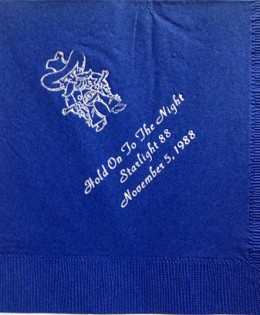 Hold On To The Night
Starlight 88
November 5, 1988